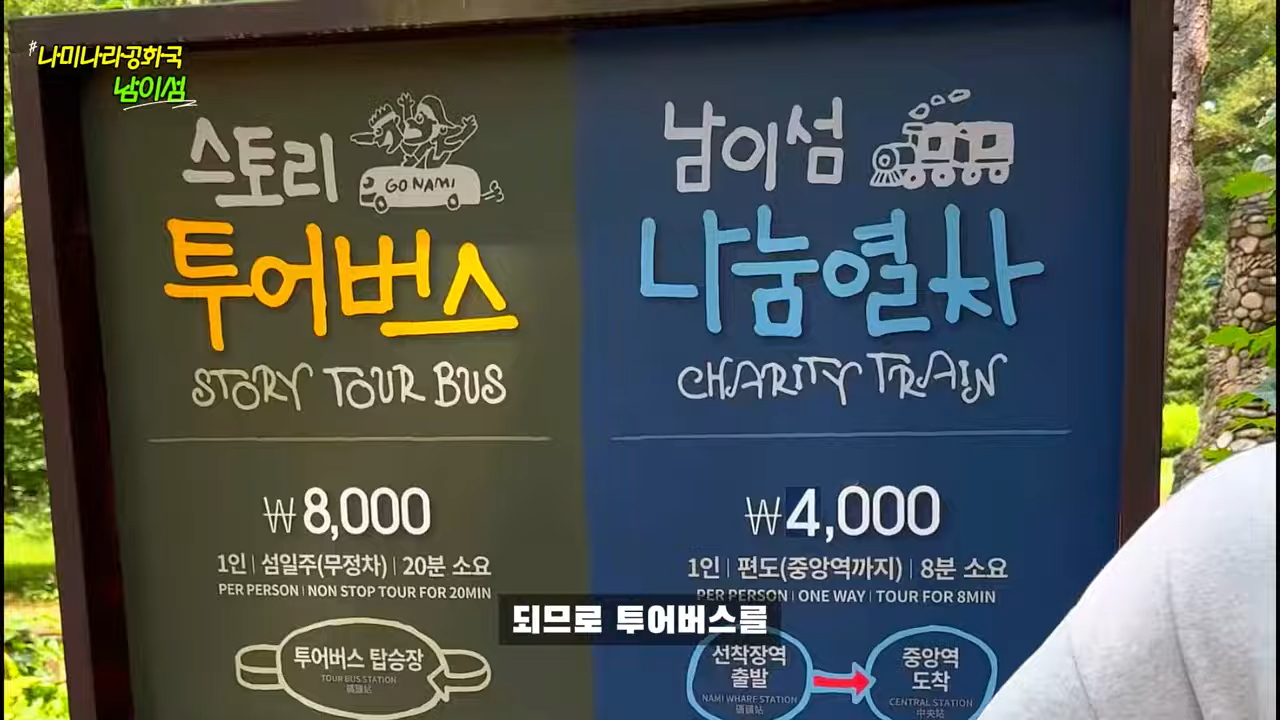 #나미나라공화국
남이섬
스토리
GO NAMI
투어버스
STORY TOUR BUS
₩8,000
1인 | 섬일주(무정차) | 20분 소요
PER PERSON | NON STOP TOUR FOR 20MIN
투어버스 탑승장
TOUR BUS STATION
남이섬
나눔열차
CHARITY TRAIN
₩4,000
1인 | 편도(중앙역까지) | 8분 소요
PER PERSON | ONE WAY | TOUR FOR 8MIN
선착장역
출발
NAMI WHARF STATION
중앙역
도착
CENTRAL STATION
中央站
되므로 투어버스를